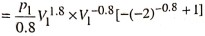 = p₁/0.8 V₁^1.8 × V₁^-0.8 [-(-2)^-0.8 + 1]